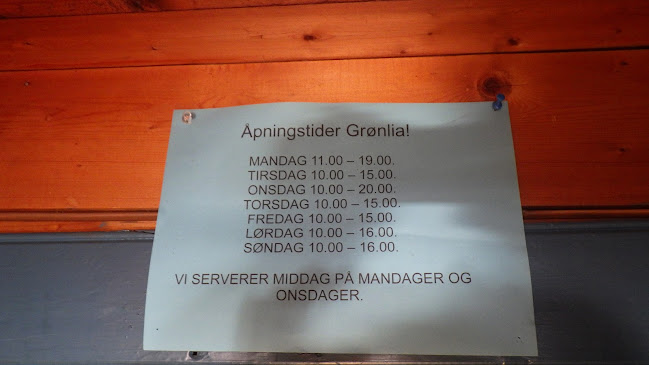 Åpningstider Grønlia!
MANDAG 11.00 – 19.00.
TIRSDAG 10.00 – 15.00.
ONSDAG 10.00 – 20.00.
TORSDAG 10.00 – 15.00.
FREDAG 10.00 – 15.00.
LØRDAG 10.00 – 16.00.
SØNDAG 10.00 – 16.00.
VI SERVERER MIDDAG PÅ MANDAGER OG
ONSDAGER.